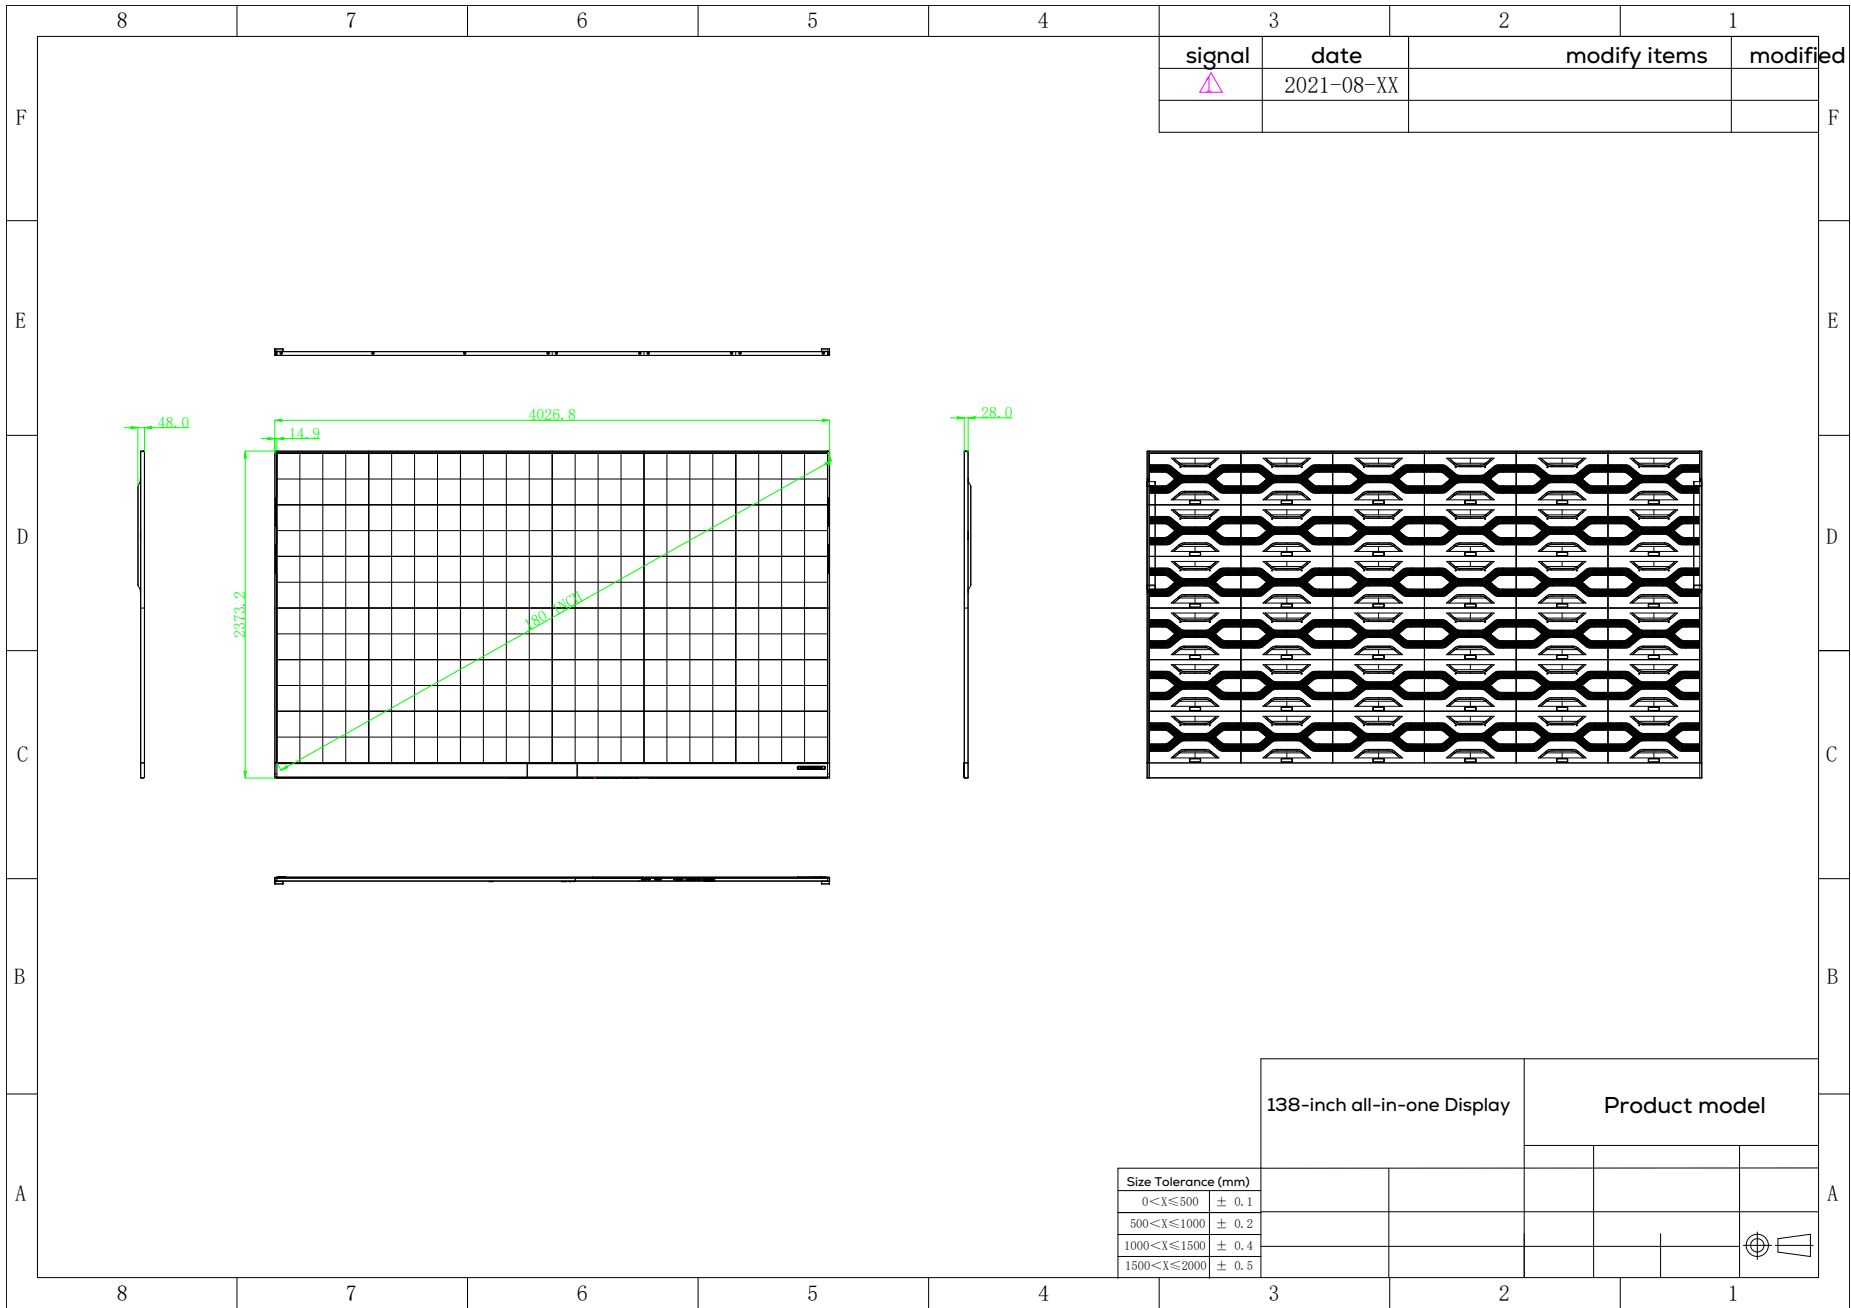 8 7 6 5 4 3 2 1
signal date modify items modified
2021-08-XX
F F
E E
4026.8
48.0 28.0
14.9
D D
2373.2
180 INCH
C C
B B
138-inch all-in-one Display Product model
Size Tolerance (mm)
0<X≤500 ± 0.1
A A
500<X≤1000 ± 0.2
1000<X≤1500 ± 0.4
1500<X≤2000 ± 0.5
8 7 6 5 4 3 2 1